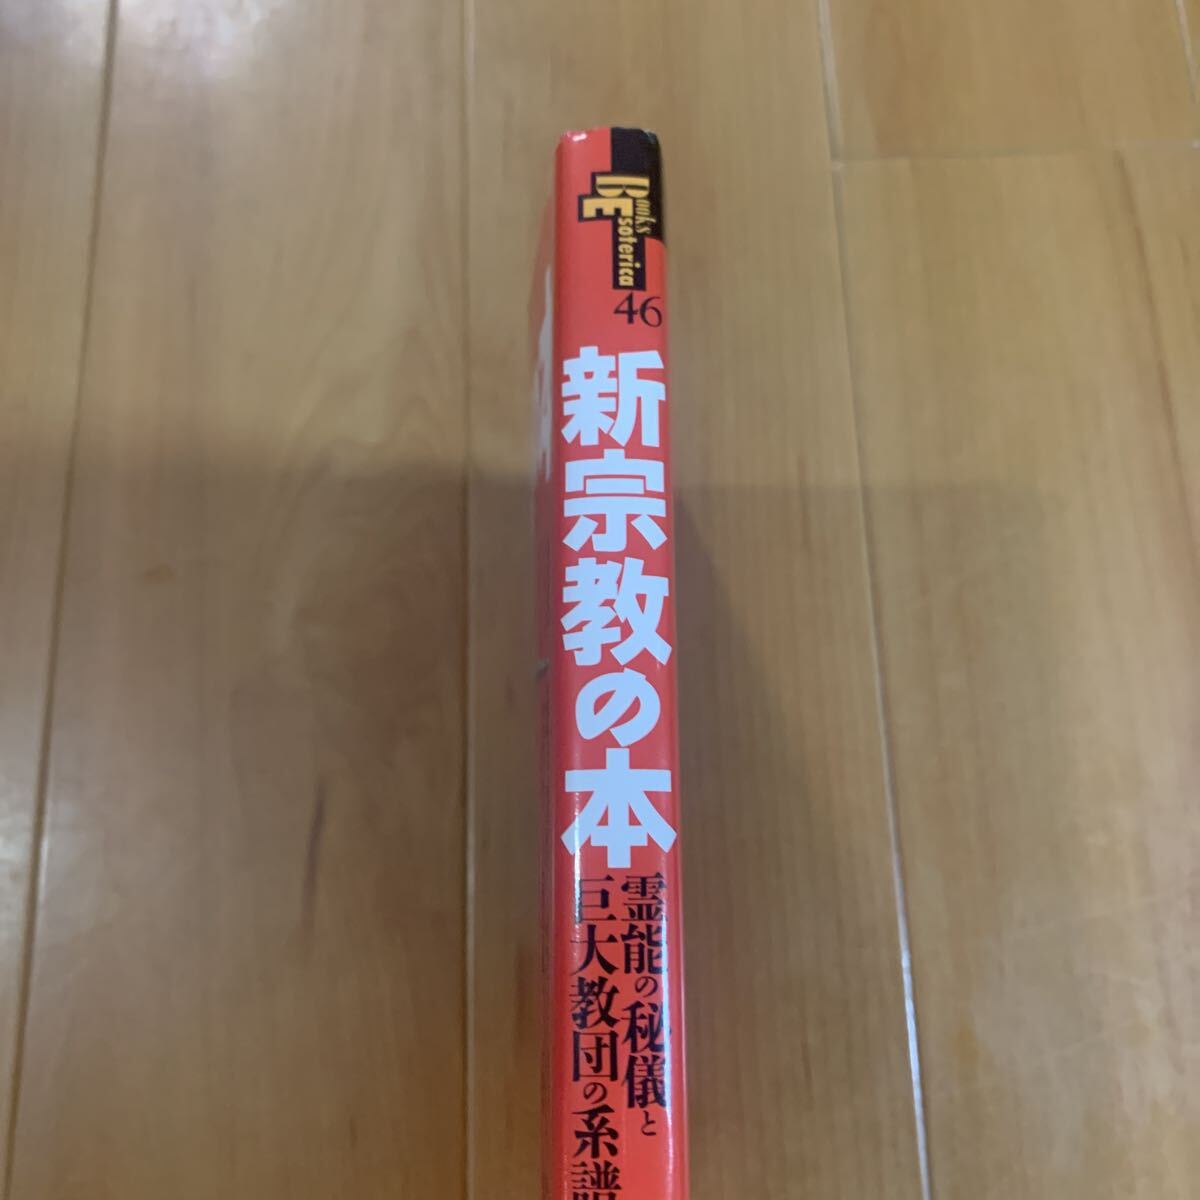 Books
Esoterica
46
新宗教の本
霊能の秘儀と
巨大教団の系譜